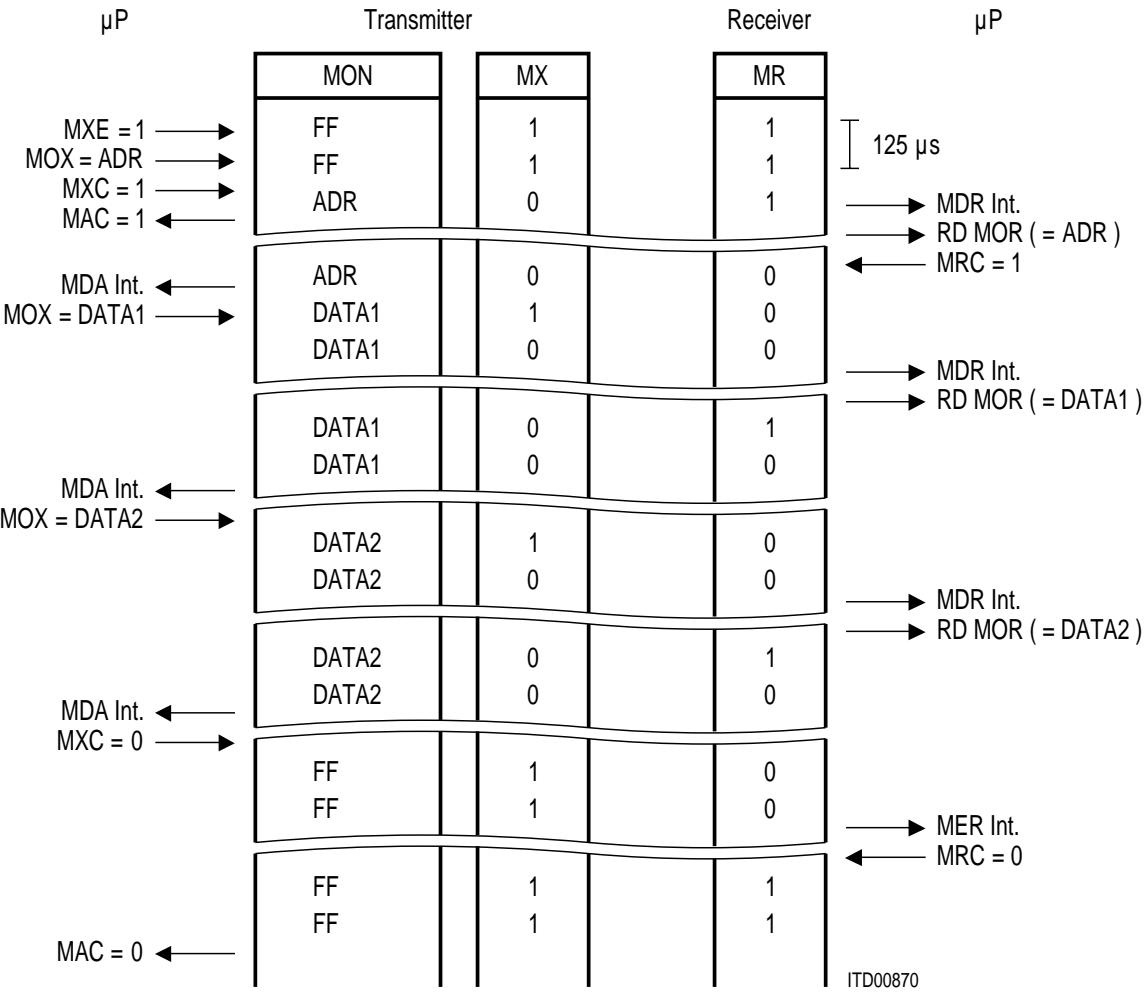 µP Transmitter Receiver µP
MON MX MR
MXE = 1 FF 1 1
125 µs
MOX = ADR FF 1 1
MXC = 1 ADR 0 1 MDR Int.
MAC = 1 RD MOR ( = ADR )
MRC = 1
MDA Int. ADR 0 0
MOX = DATA1 DATA1 1 0
DATA1 0 0
MDR Int.
RD MOR ( = DATA1 )
DATA1 0 1
DATA1 0 0
MDA Int.
MOX = DATA2
DATA2 1 0
DATA2 0 0
MDR Int.
RD MOR ( = DATA2 )
DATA2 0 1
DATA2 0 0
MDA Int.
MXC = 0
FF 1 0
FF 1 0
MER Int.
MRC = 0
FF 1 1
FF 1 1
MAC = 0
ITD00870